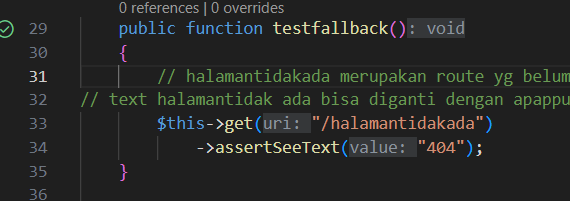 0 references | 0 overrides
29 public function testfallback(): void
30 {
31 // halamantidakada merupakan route yg belum
32 // text halamantidak ada bisa diganti dengan apappu
33 $this->get(uri: "/halamantidakada")
34 ->assertSeeText(value: "404");
35 }
36